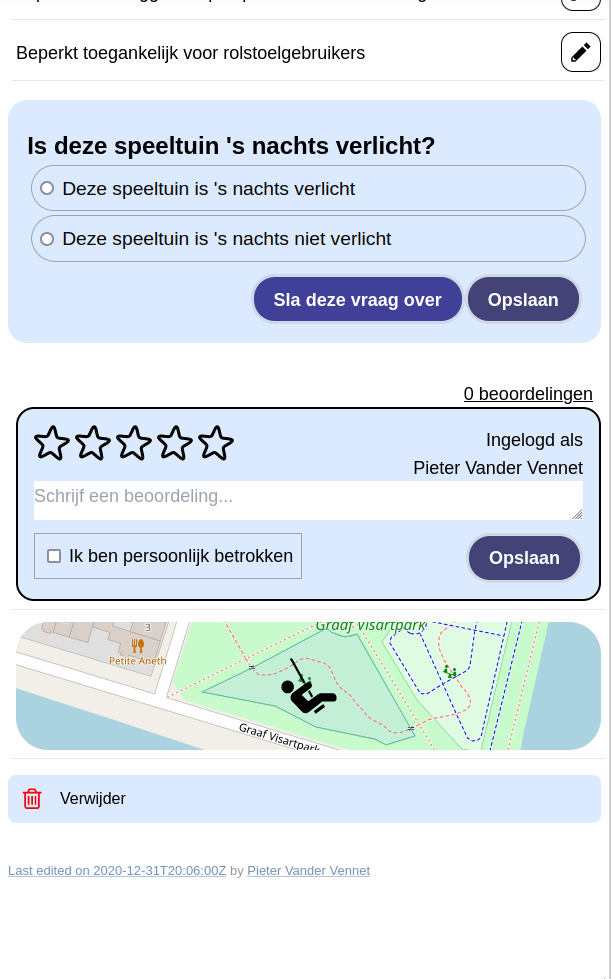 Beperkt toegankelijk voor rolstoelgebruikers
Is deze speeltuin 's nachts verlicht?
Deze speeltuin is 's nachts verlicht
Deze speeltuin is 's nachts niet verlicht
Sla deze vraag over
Opslaan
0 beoordelingen
Ingelogd als
Pieter Vander Vennet
Schrijf een beoordeling...
Ik ben persoonlijk betrokken
Opslaan
Graaf Visartpark
3
Petite Aneth
Graaf Visartpark
Verwijder
Last edited on 2020-12-31T20:06:00Z by Pieter Vander Vennet